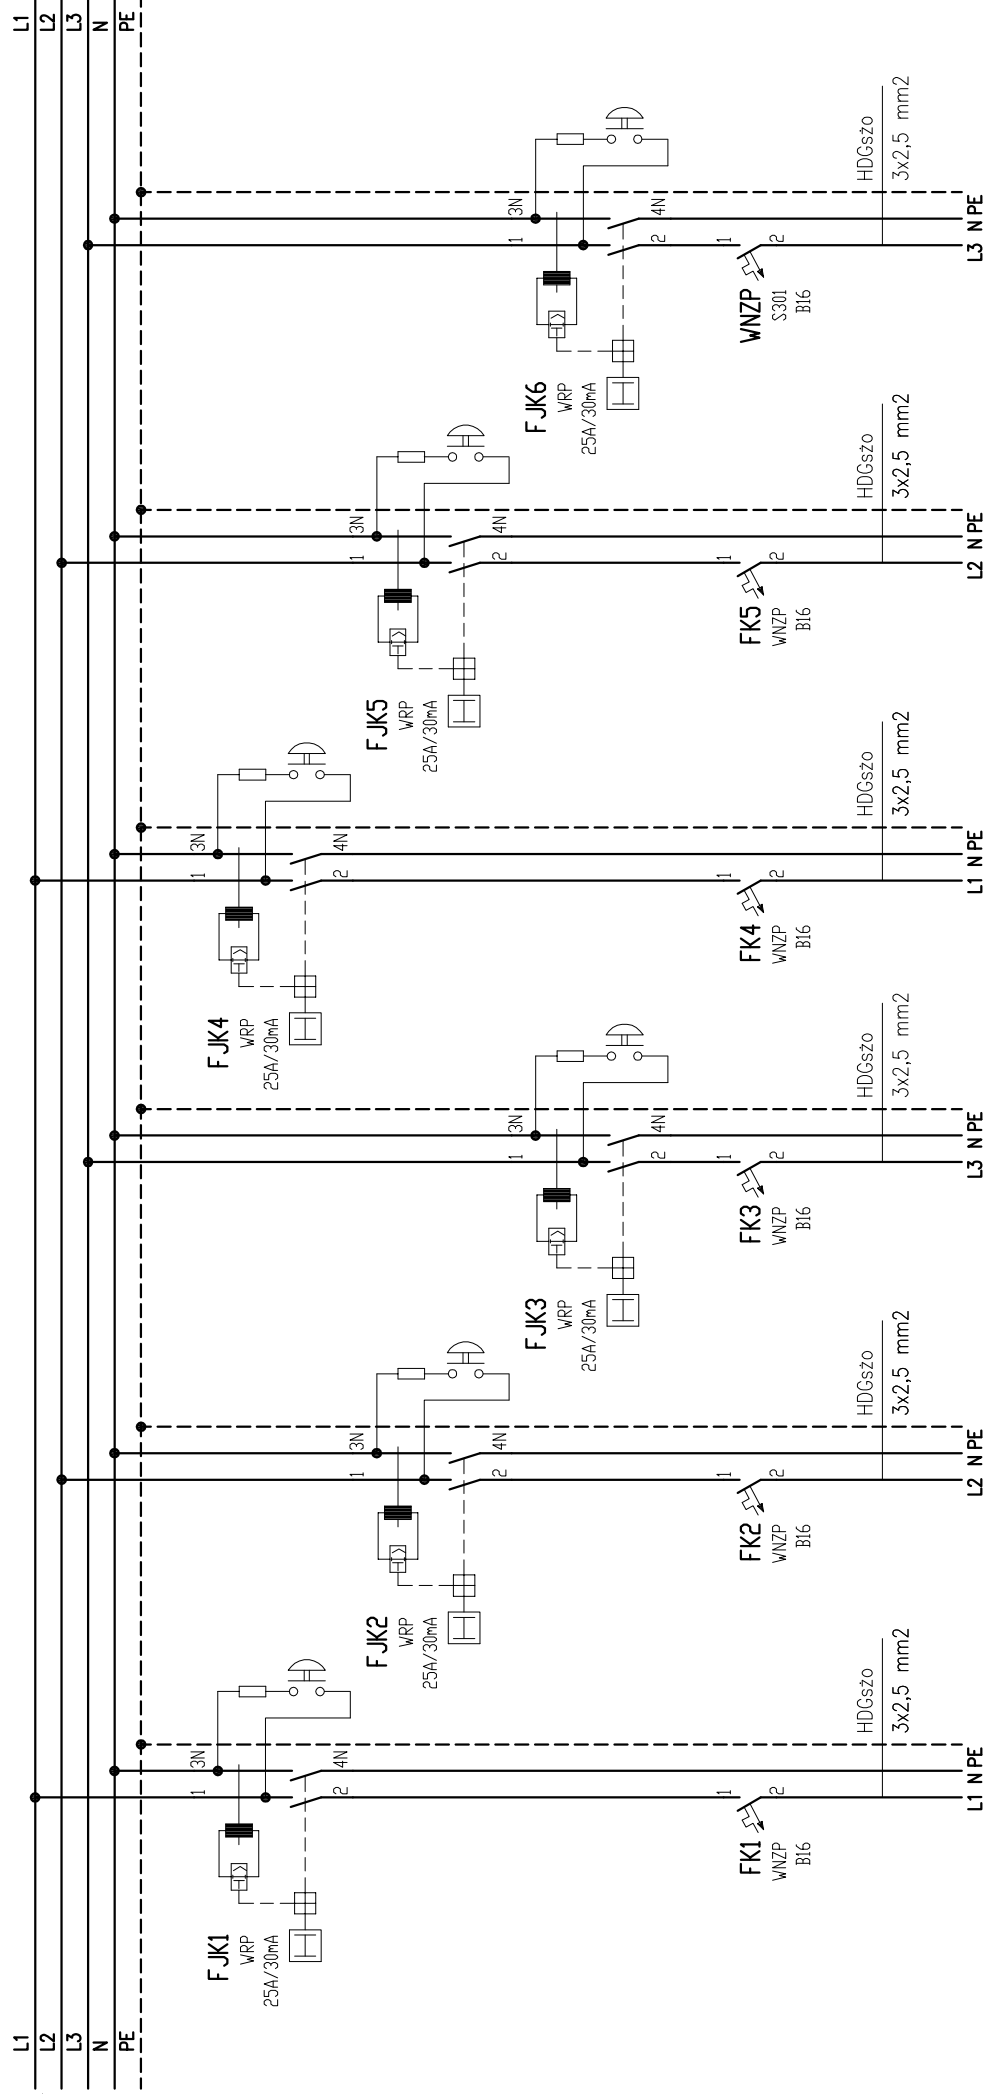 L1
L2
L3
N
PE
L1
L2
L3
N
PE
FJK1
WRP
25A/30mA
1
3N
2
4N
FK1
WNZP
B16
1
2
HDGsżo
3x2,5 mm2
L1 N PE
FJK2
WRP
25A/30mA
1
3N
2
4N
FK2
WNZP
B16
1
2
HDGsżo
3x2,5 mm2
L2 N PE
FJK3
WRP
25A/30mA
1
3N
2
4N
FK3
WNZP
B16
1
2
HDGsżo
3x2,5 mm2
L3 N PE
FJK4
WRP
25A/30mA
1
3N
2
4N
FK4
WNZP
B16
1
2
HDGsżo
3x2,5 mm2
L1 N PE
FJK5
WRP
25A/30mA
1
3N
2
4N
FK5
WNZP
B16
1
2
HDGsżo
3x2,5 mm2
L2 N PE
FJK6
WRP
25A/30mA
1
3N
2
4N
WNZP
S301
B16
1
2
HDGsżo
3x2,5 mm2
L3 N PE